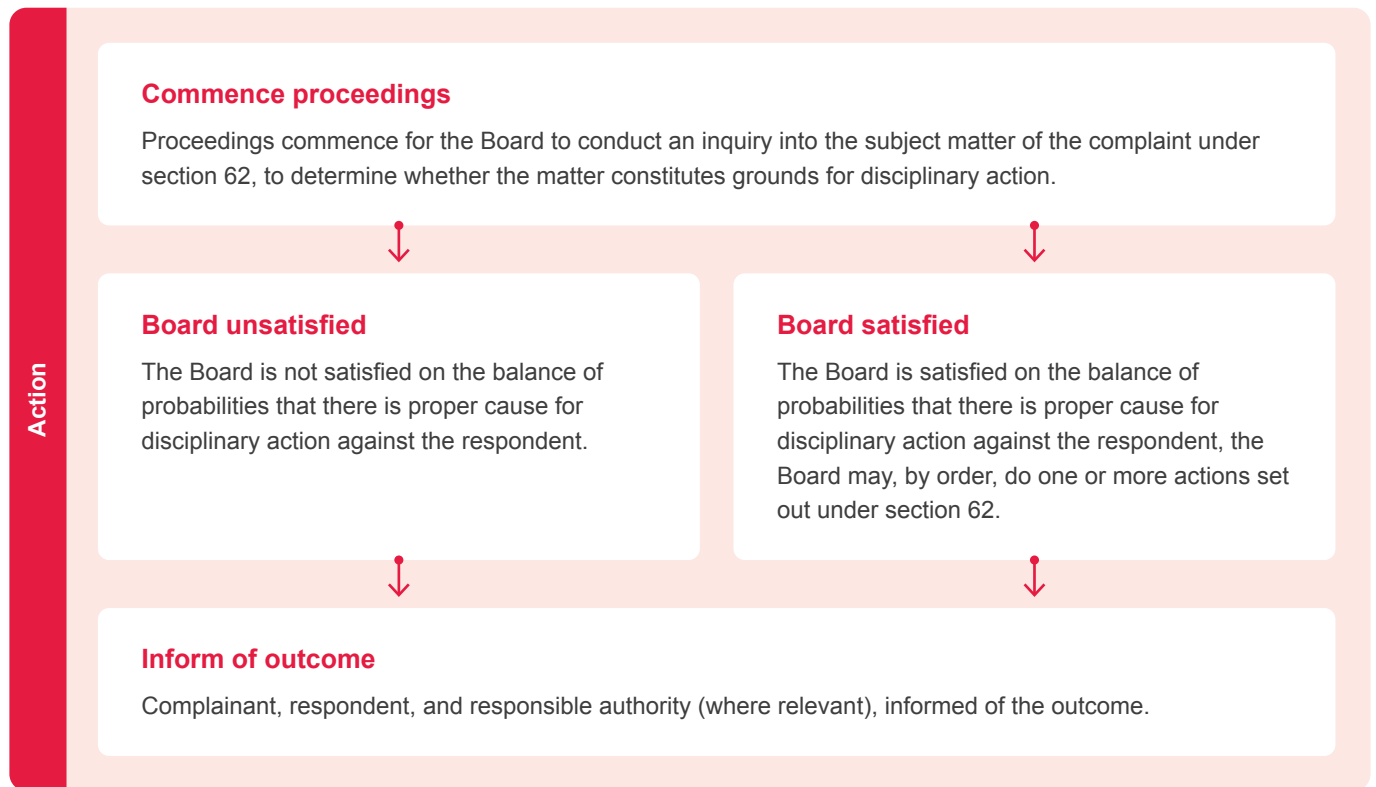 Action
Commence proceedings
Proceedings commence for the Board to conduct an inquiry into the subject matter of the complaint under
section 62, to determine whether the matter constitutes grounds for disciplinary action.
Board unsatisfied
The Board is not satisfied on the balance of
probabilities that there is proper cause for
disciplinary action against the respondent.
Board satisfied
The Board is satisfied on the balance of
probabilities that there is proper cause for
disciplinary action against the respondent, the
Board may, by order, do one or more actions set
out under section 62.
Inform of outcome
Complainant, respondent, and responsible authority (where relevant), informed of the outcome.